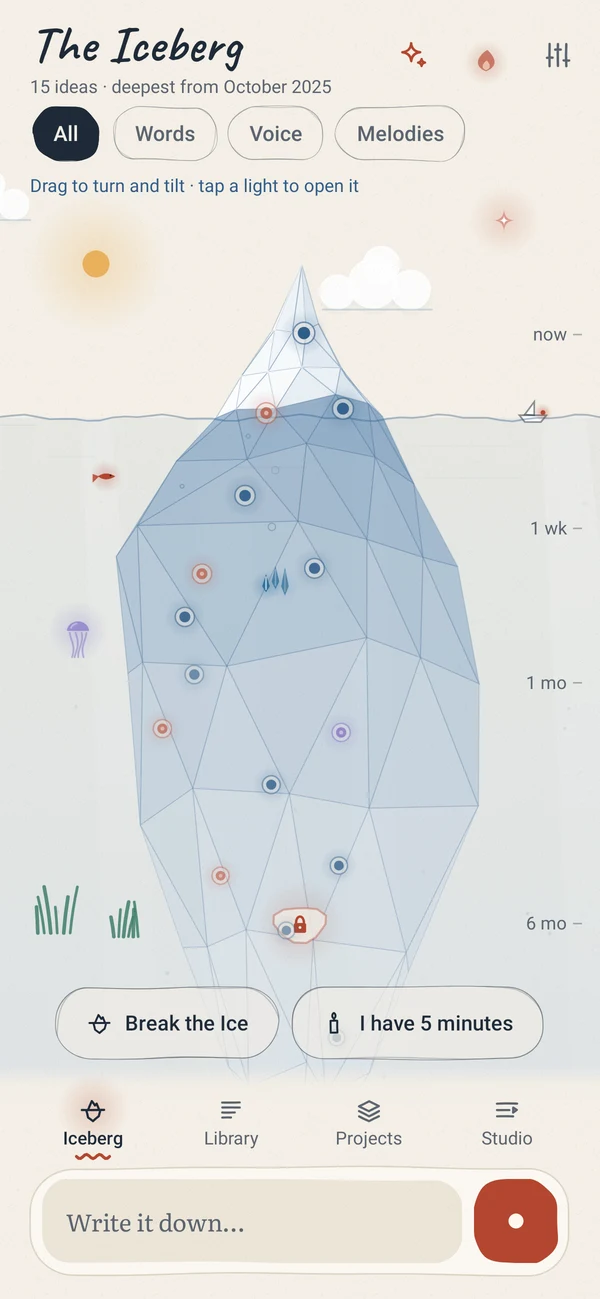 The Iceberg
15 ideas · deepest from October 2025
All
Words
Voice
Melodies
Drag to turn and tilt · tap a light to open it
now
1 wk
1 mo
6 mo
Break the Ice
I have 5 minutes
Iceberg
Library
Projects
Studio
Write it down...